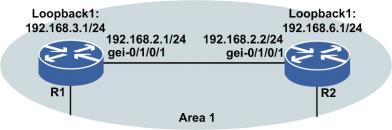 Loopback1:
192.168.3.1/24
Loopback1:
192.168.6.1/24
192.168.2.1/24
gei-0/1/0/1
192.168.2.2/24
gei-0/1/0/1
R1
R2
Area 1